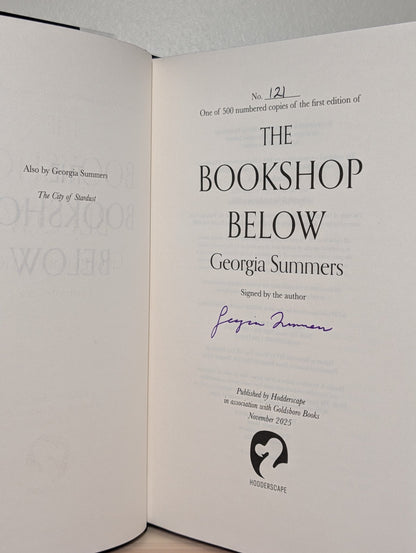 Also by Georgia Summers
The City of Stardust
No. 121
One of 500 numbered copies of the first edition of
THE
BOOKSHOP
BELOW
Georgia Summers
Signed by the author
Georgia Summers
Published by Hodderscape
in association with Goldsboro Books
November 2025
HODDERSCAPE